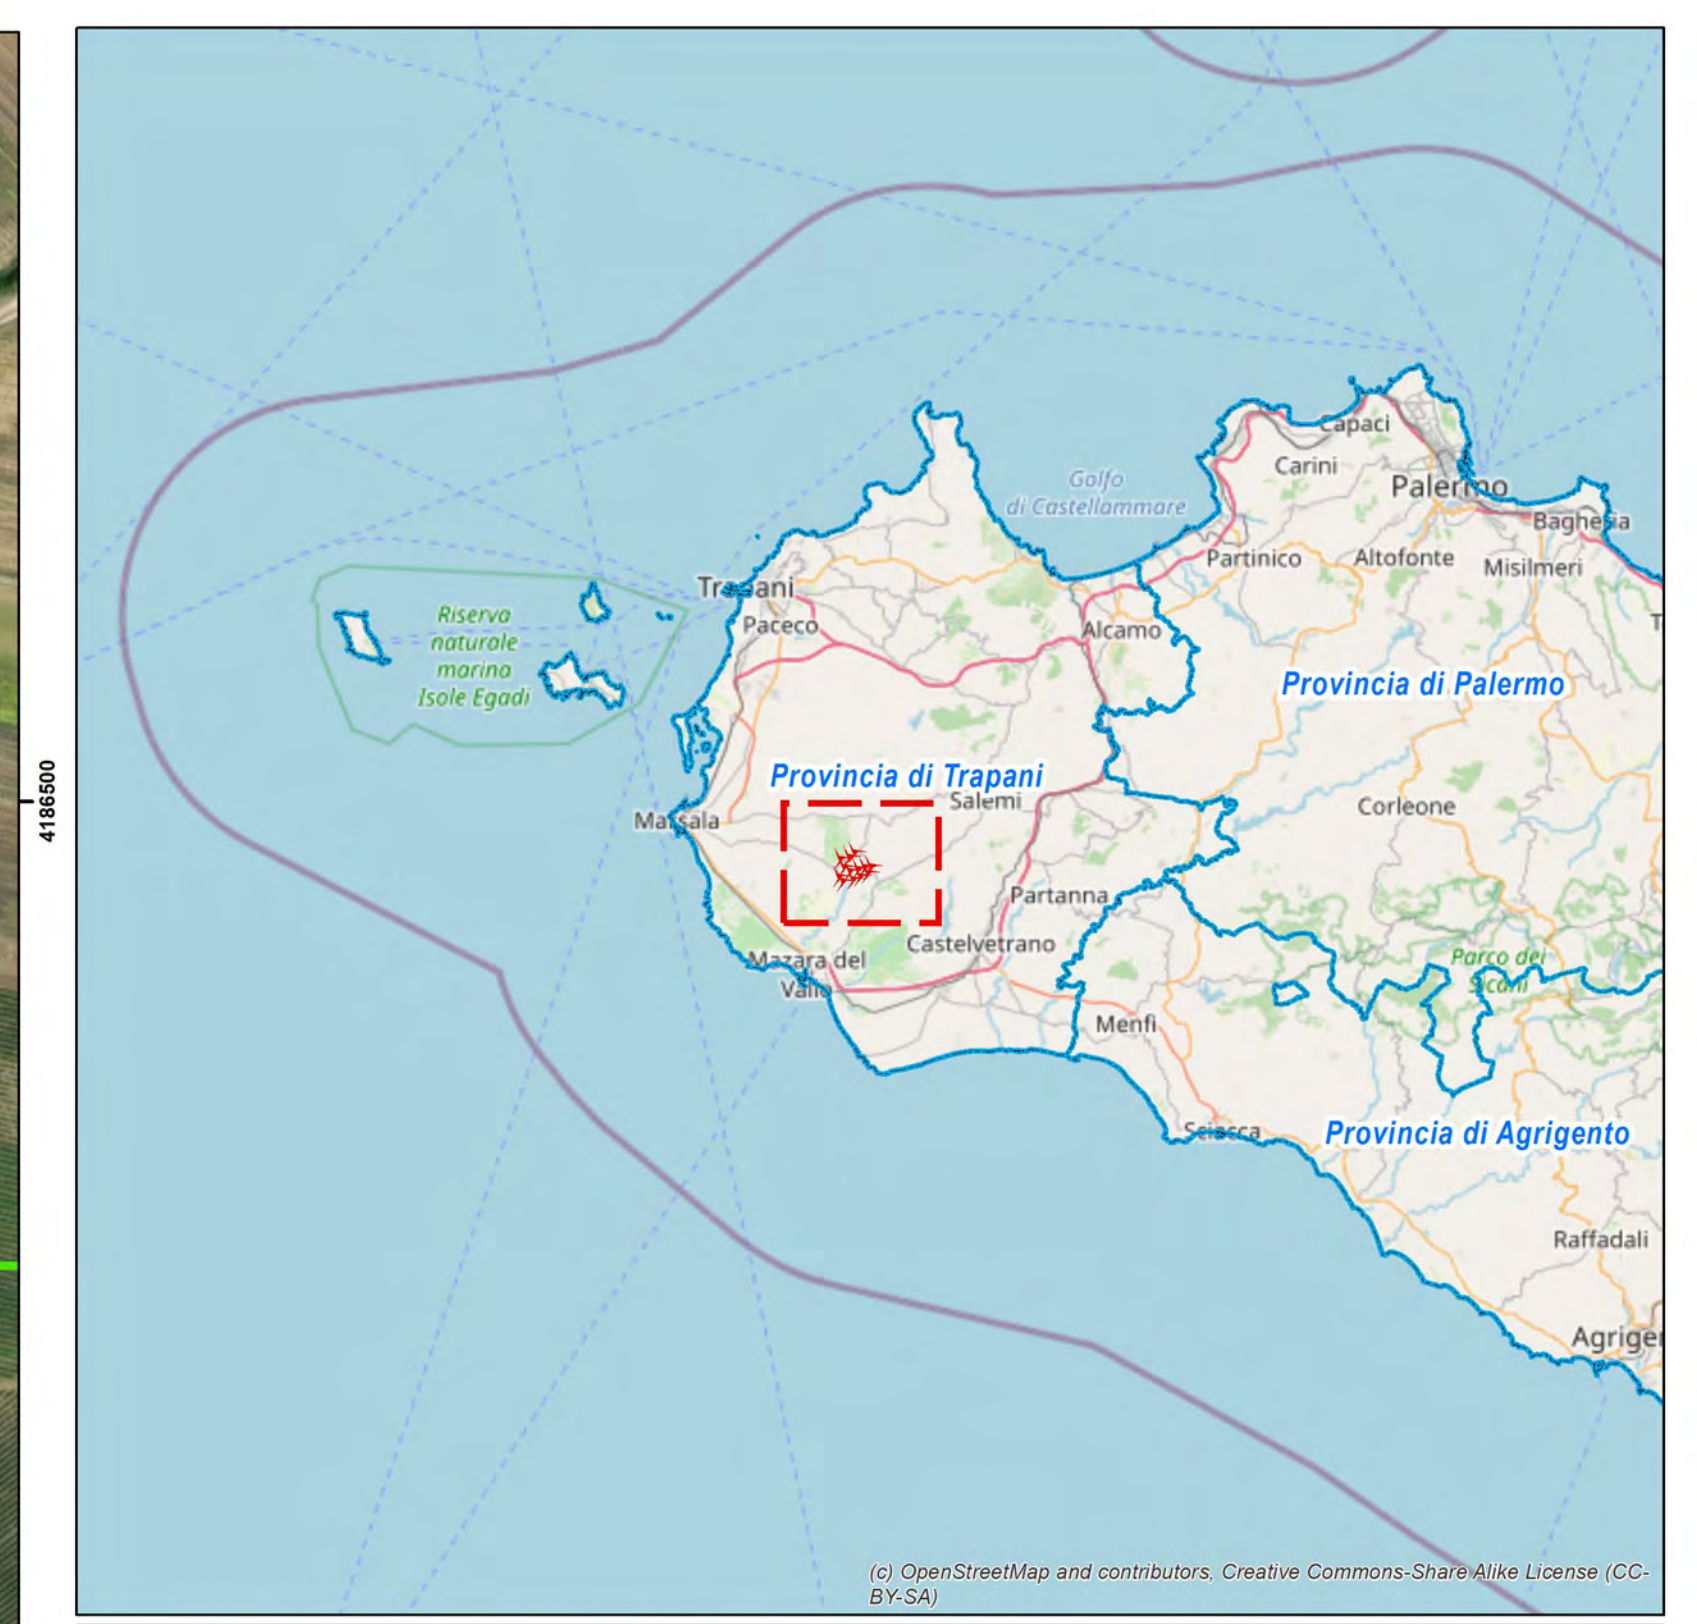 Capaci
Carini
Palermo
Golfo
di Castellammare
Bagheria
Partinico
Altofonte
Misilmeri
Trapani
Riserva
naturale
marina
Isole Egadi
Paceco
Alcamo
T
Provincia di Palermo
4186500
Provincia di Trapani
Salemi
Marsala
Corleone
Partanna
Castelvetrano
Mazara del
Vallo
Parco dei
Sicani
Menfi
Sciacca
Provincia di Agrigento
Raffadali
Agrige
(c) OpenStreetMap and contributors, Creative Commons-Share Alike License (CC-
BY-SA)